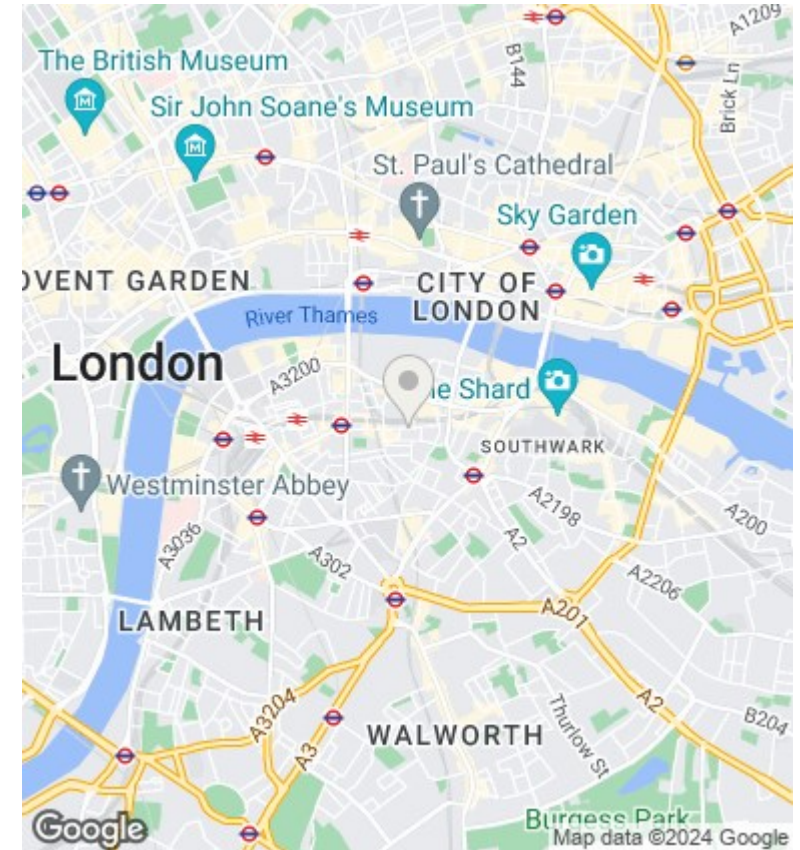 A1209
B144
Brick Ln
The British Museum
Sir John Soane's Museum
St. Paul's Cathedral
Sky Garden
OVENT GARDEN
CITY OF
LONDON
River Thames
London
A3200
le Shard
SOUTHWARK
Westminster Abbey
A2198
A200
A3036
A302
A2
A2206
A201
LAMBETH
A3204
A3
WALWORTH
Thurlow St
A2
B204
Burgess Park
Google
Map data ©2024 Google